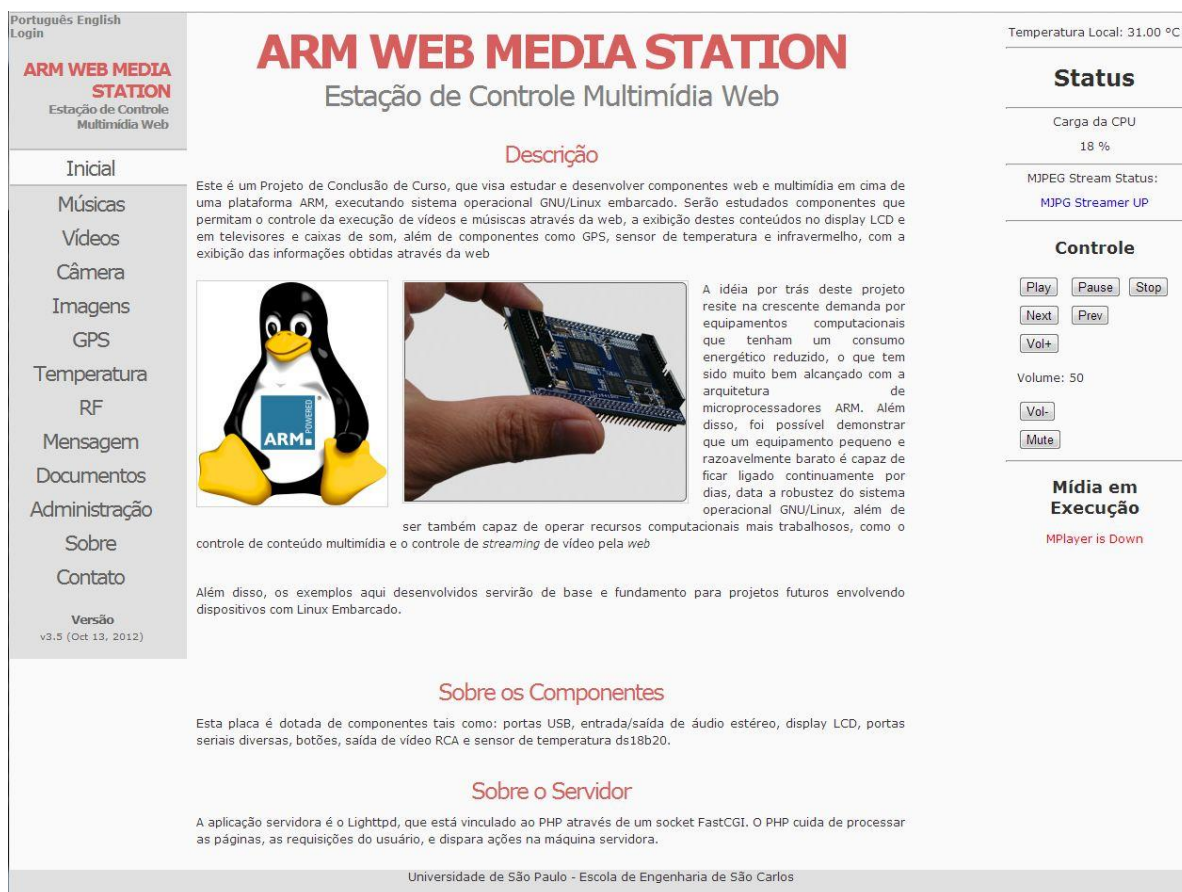 Português English
Login
ARM WEB MEDIA
STATION
Estação de Controle
Multimídia Web
Inicial
Músicas
Vídeos
Câmera
Imagens
GPS
Temperatura
RF
Mensagem
Documentos
Administração
Sobre
Contato
Versão
v3.5 (Oct 13, 2012)
ARM WEB MEDIA STATION
Estação de Controle Multimídia Web
Descrição
Este é um Projeto de Conclusão de Curso, que visa estudar e desenvolver componentes web e multimídia em cima de
uma plataforma ARM, executando sistema operacional GNU/Linux embarcado. Serão estudados componentes que
permitam o controle da execução de vídeos e músiscas através da web, a exibição destes conteúdos no display LCD e
em televisores e caixas de som, além de componentes como GPS, sensor de temperatura e infravermelho, com a
exibição das informações obtidas através da web
ARM POWERED
A idéia por trás deste projeto
resite na crescente demanda por
equipamentos computacionais
que tenham um consumo
energético reduzido, o que tem
sido muito bem alcançado com a
arquitetura de
microprocessadores ARM. Além
disso, foi possível demonstrar
que um equipamento pequeno e
razoavelmente barato é capaz de
ficar ligado continuamente por
dias, data a robustez do sistema
operacional GNU/Linux, além de
ser também capaz de operar recursos computacionais mais trabalhosos, como o
controle de conteúdo multimídia e o controle de streaming de vídeo pela web
Além disso, os exemplos aqui desenvolvidos servirão de base e fundamento para projetos futuros envolvendo
dispositivos com Linux Embarcado.
Sobre os Componentes
Esta placa é dotada de componentes tais como: portas USB, entrada/saída de áudio estéreo, display LCD, portas
seriais diversas, botões, saída de vídeo RCA e sensor de temperatura ds18b20.
Sobre o Servidor
A aplicação servidora é o Lighttpd, que está vinculado ao PHP através de um socket FastCGI. O PHP cuida de processar
as páginas, as requisições do usuário, e dispara ações na máquina servidora.
Temperatura Local: 31.00 ºC
Status
Carga da CPU
18 %
MJPEG Stream Status:
MJPG Streamer UP
Controle
Play Pause Stop
Next Prev
Vol+
Volume: 50
Vol-
Mute
Mídia em
Execução
MPlayer is Down
Universidade de São Paulo - Escola de Engenharia de São Carlos